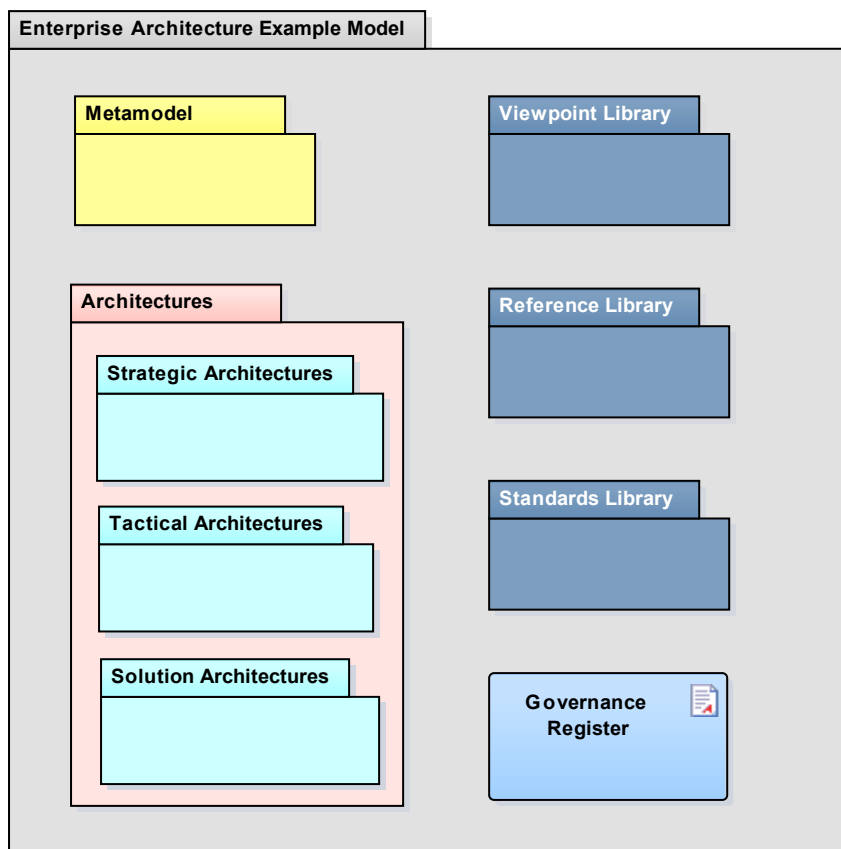 Enterprise Architecture Example Model
Metamodel
Viewpoint Library
Architectures
Reference Library
Strategic Architectures
Tactical Architectures
Standards Library
Solution Architectures
Governance
Register